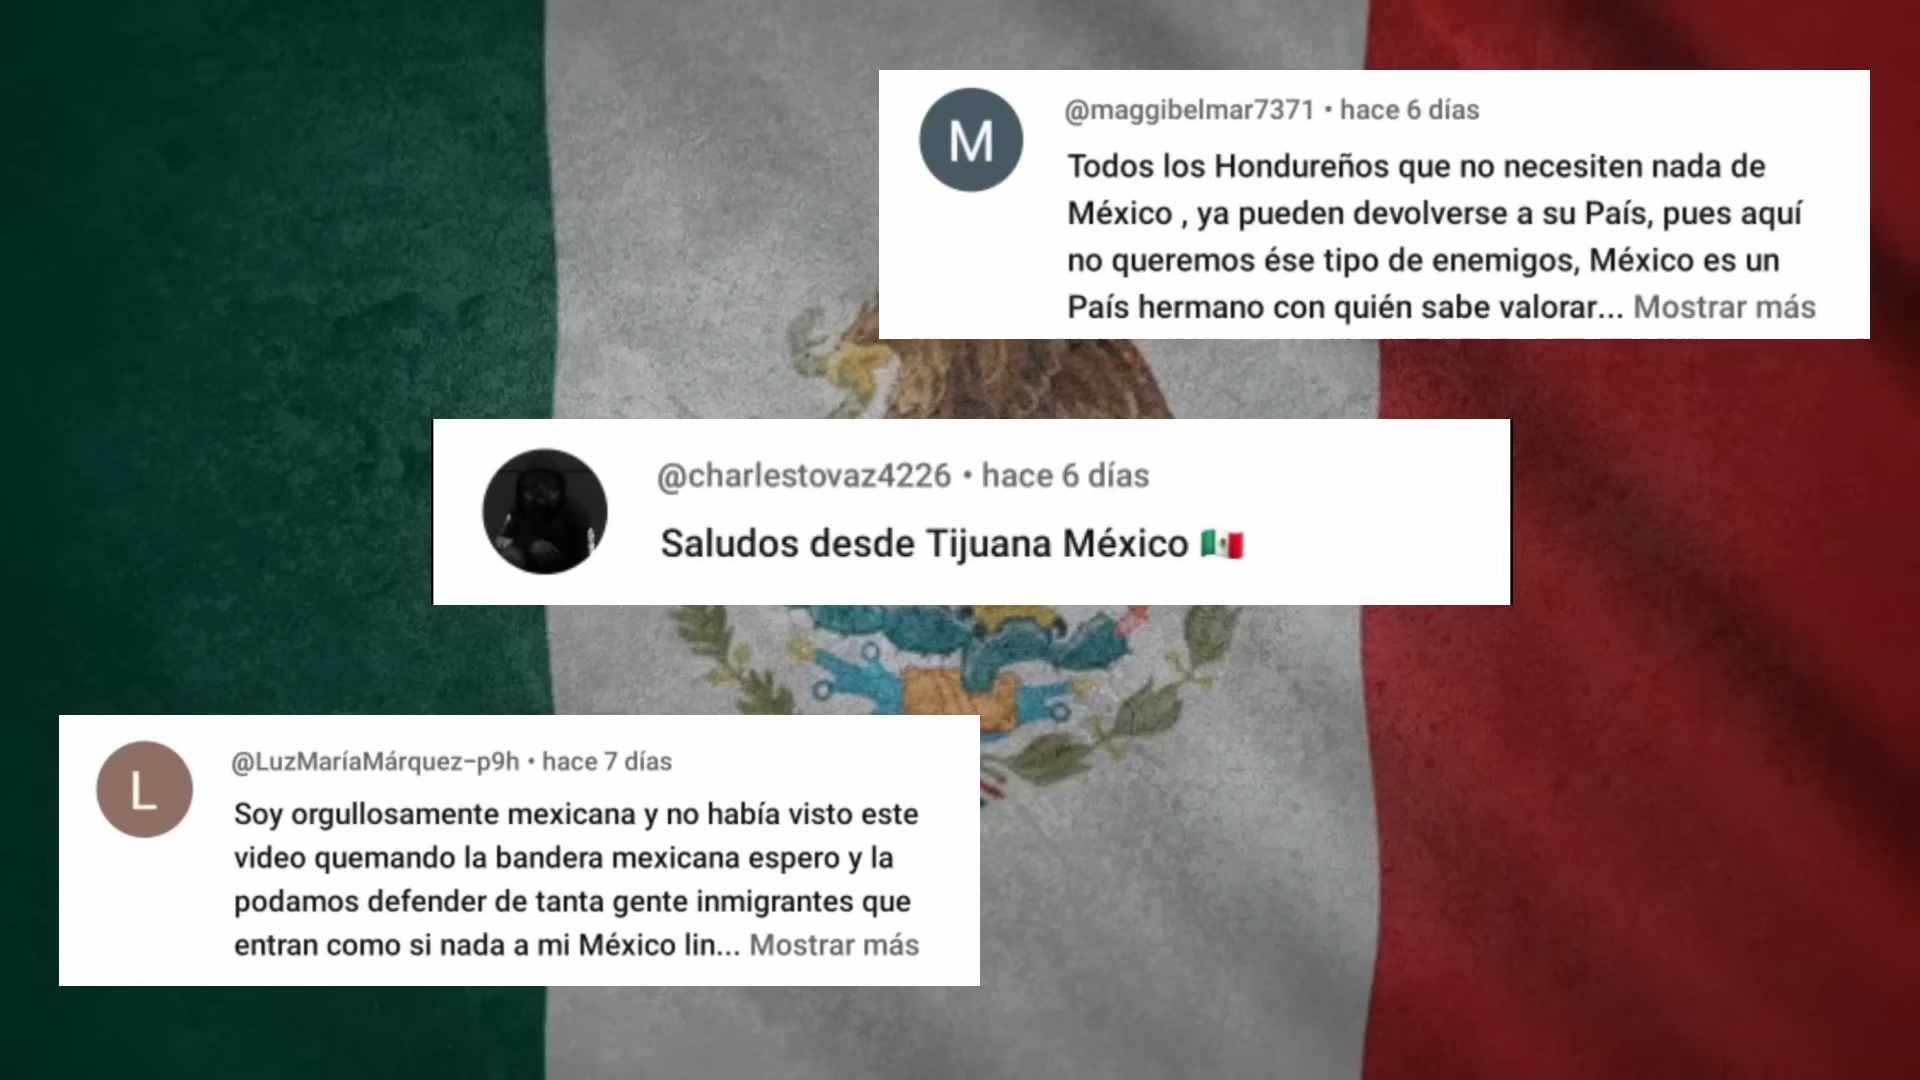 M
@maggibelmar7371 • hace 6 días
Todos los Hondureños que no necesiten nada de
México , ya pueden devolverse a su País, pues aquí
no queremos ése tipo de enemigos, México es un
País hermano con quién sabe valorar... Mostrar más
@charlestovaz4226 • hace 6 días
Saludos desde Tijuana México 🇲🇽
L
@LuzMaríaMárquez-p9h • hace 7 días
Soy orgullosamente mexicana y no había visto este
video quemando la bandera mexicana espero y la
podamos defender de tanta gente inmigrantes que
entran como si nada a mi México lin... Mostrar más